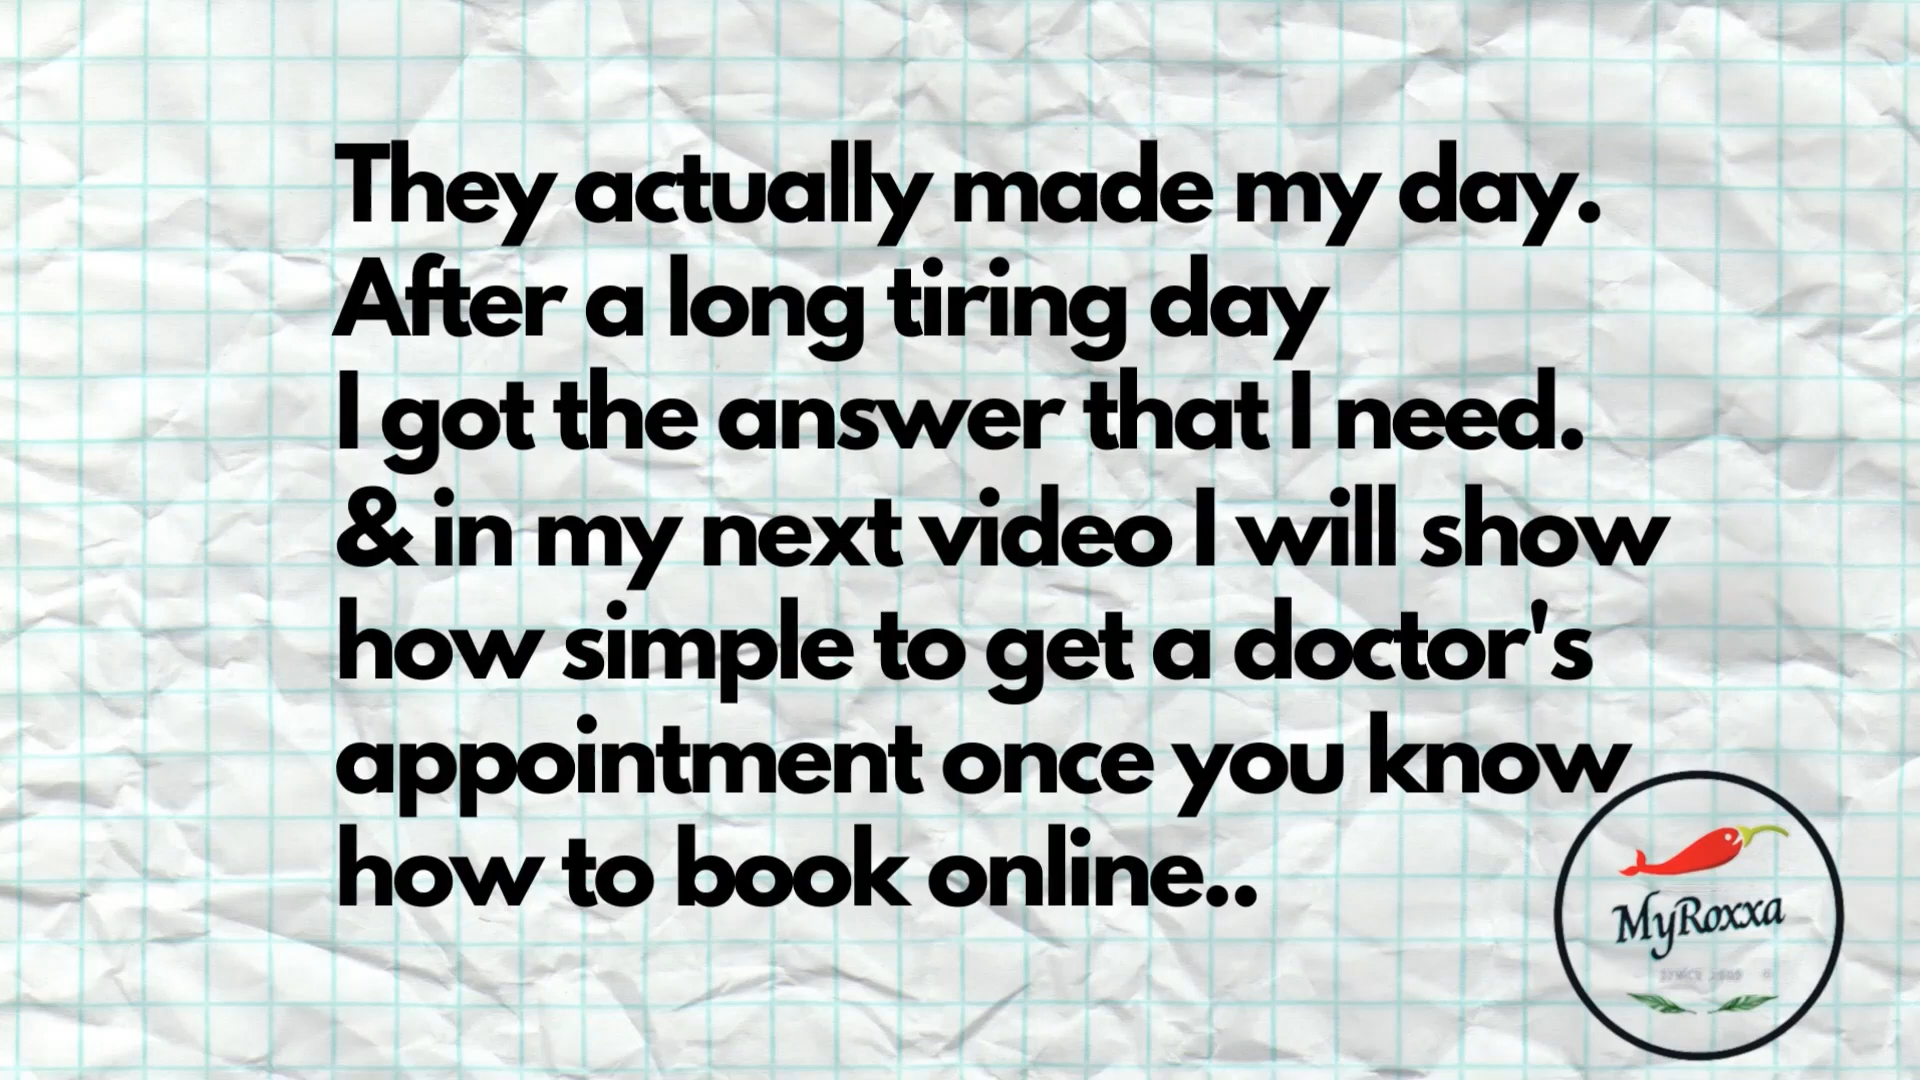 They actually made my day.
After a long tiring day
I got the answer that I need.
& in my next video I will show
how simple to get a doctor's
appointment once you know
how to book online..
MyRoxxa